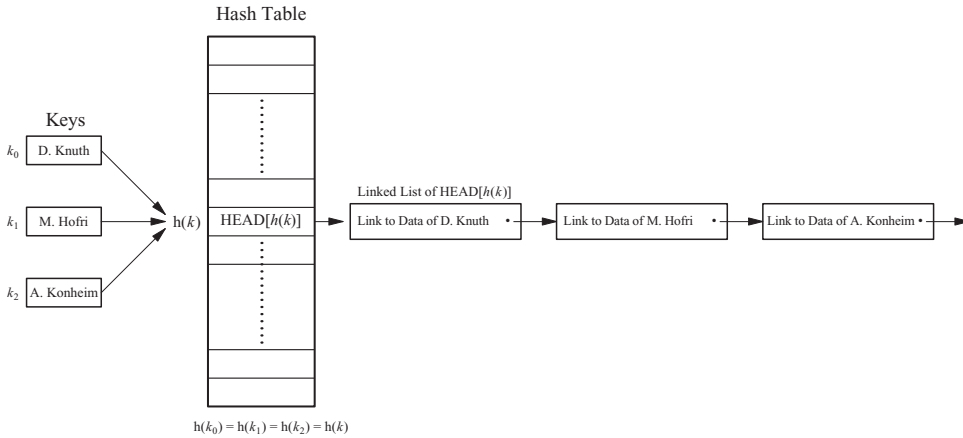 Hash Table
Keys
k0 D. Knuth
k1 M. Hofri
k2 A. Konheim
h(k)
HEAD[h(k)]
Linked List of HEAD[h(k)]
Link to Data of D. Knuth
Link to Data of M. Hofri
Link to Data of A. Konheim
h(k0) = h(k1) = h(k2) = h(k)